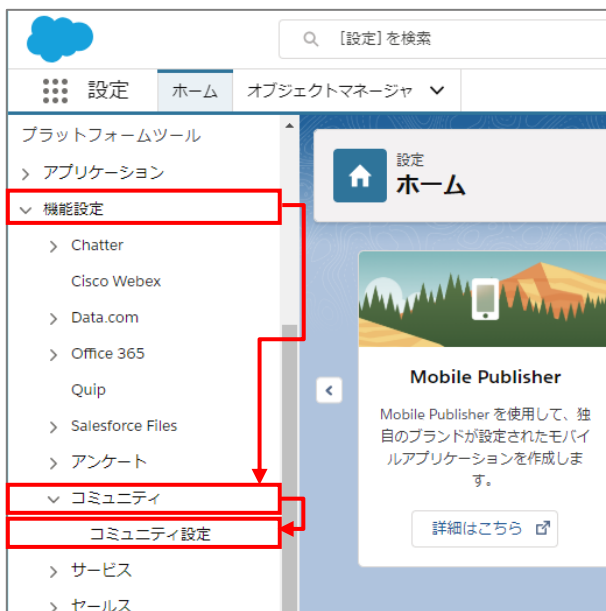 [設定] を検索
設定
ホーム
オブジェクトマネージャ
プラットフォームツール
アプリケーション
機能設定
Chatter
Cisco Webex
Data.com
Office 365
Quip
Salesforce Files
アンケート
コミュニティ
コミュニティ設定
サービス
セールス
設定
ホーム
Mobile Publisher
Mobile Publisher を使用して、独
自のブランドが設定されたモバイ
ルアプリケーションを作成しま
す。
詳細はこちら